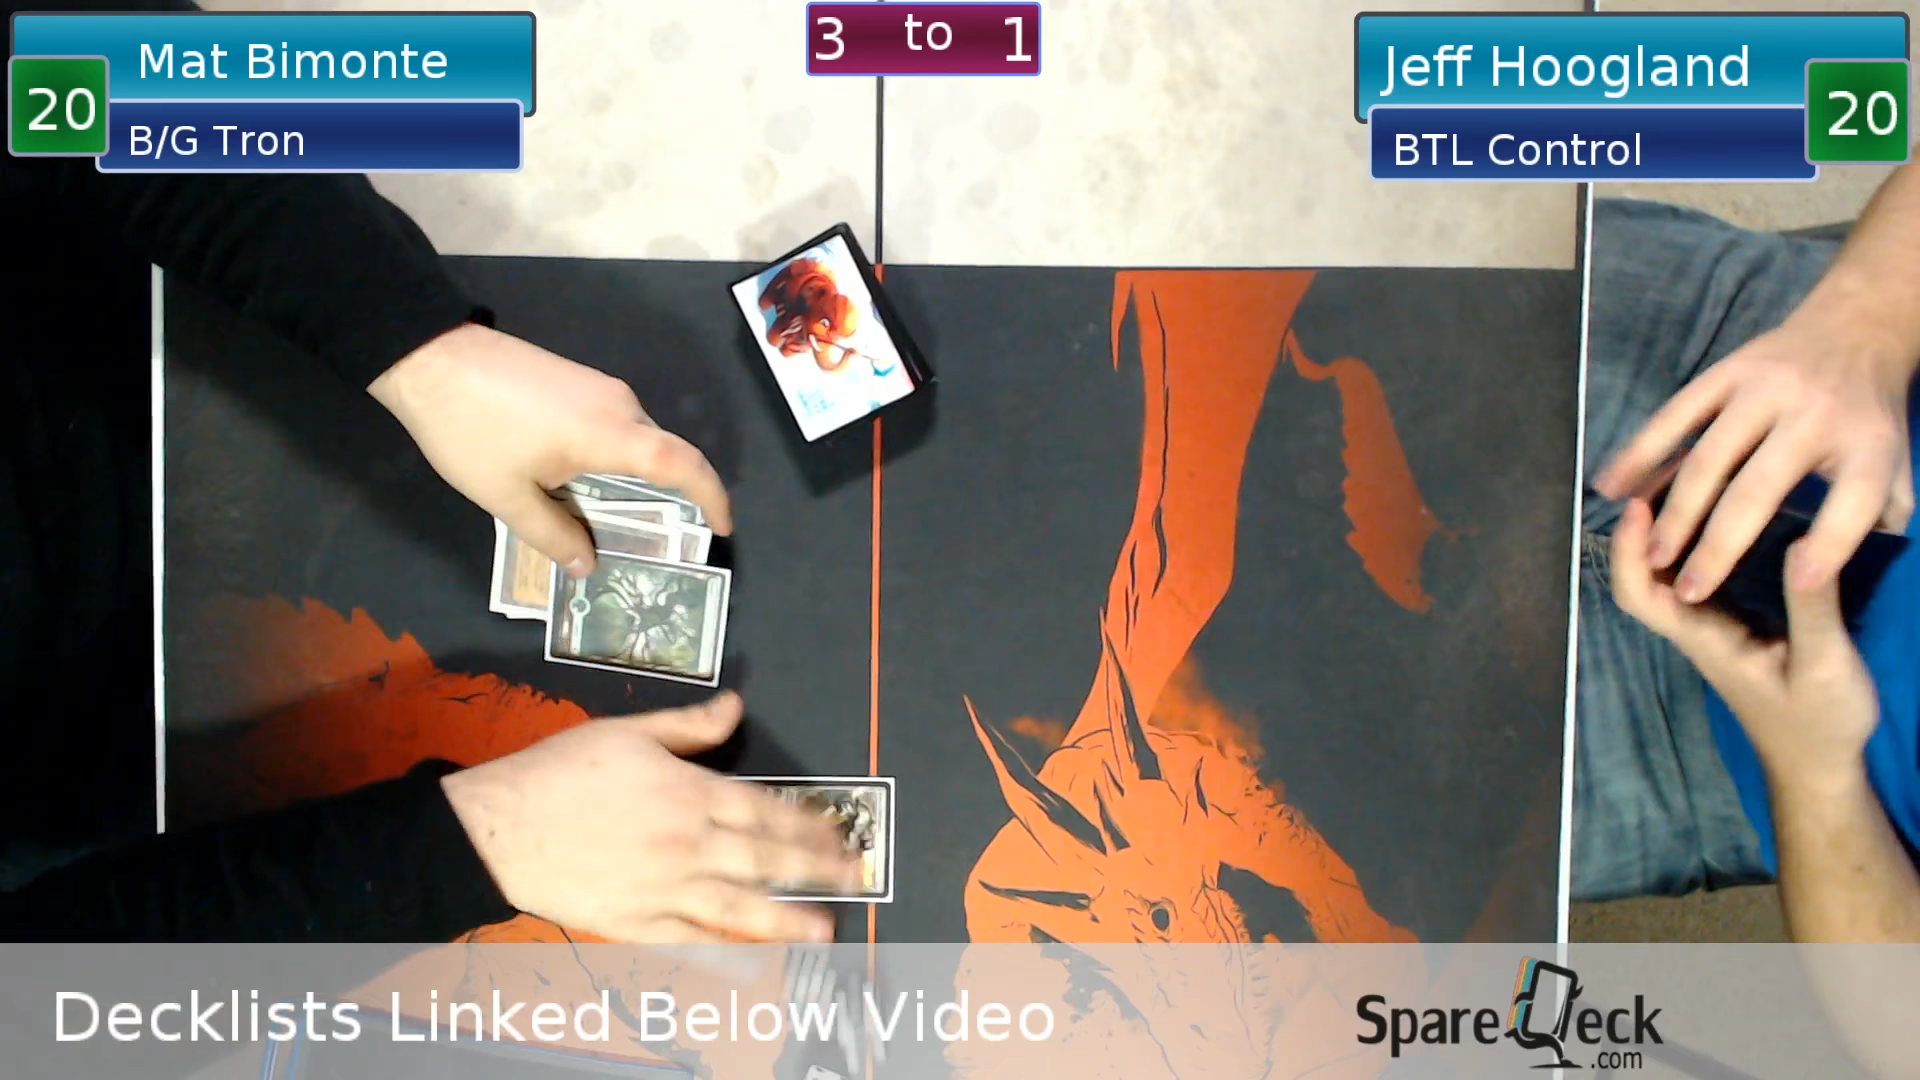 Mat Bimonte
20
B/G Tron
3 to 1
Jeff Hoogland
20
BTL Control
Decklists Linked Below Video
SpareDeck
.com